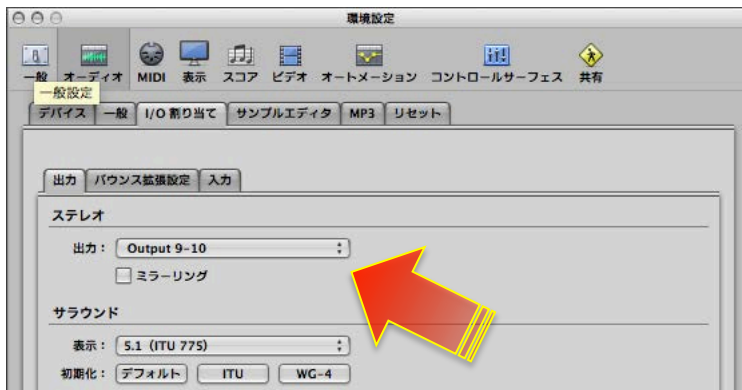 環境設定
一般 オーディオ MIDI 表示 スコア ビデオ オートメーション コントロールサーフェス 共有
一般設定
デバイス 一般 I/O 割り当て サンプルエディタ MP3 リセット
出力 バウンス拡張設定 入力
ステレオ
出力： Output 9-10
ミラーリング
サラウンド
表示： 5.1 (ITU 775)
初期化： デフォルト ITU WG-4